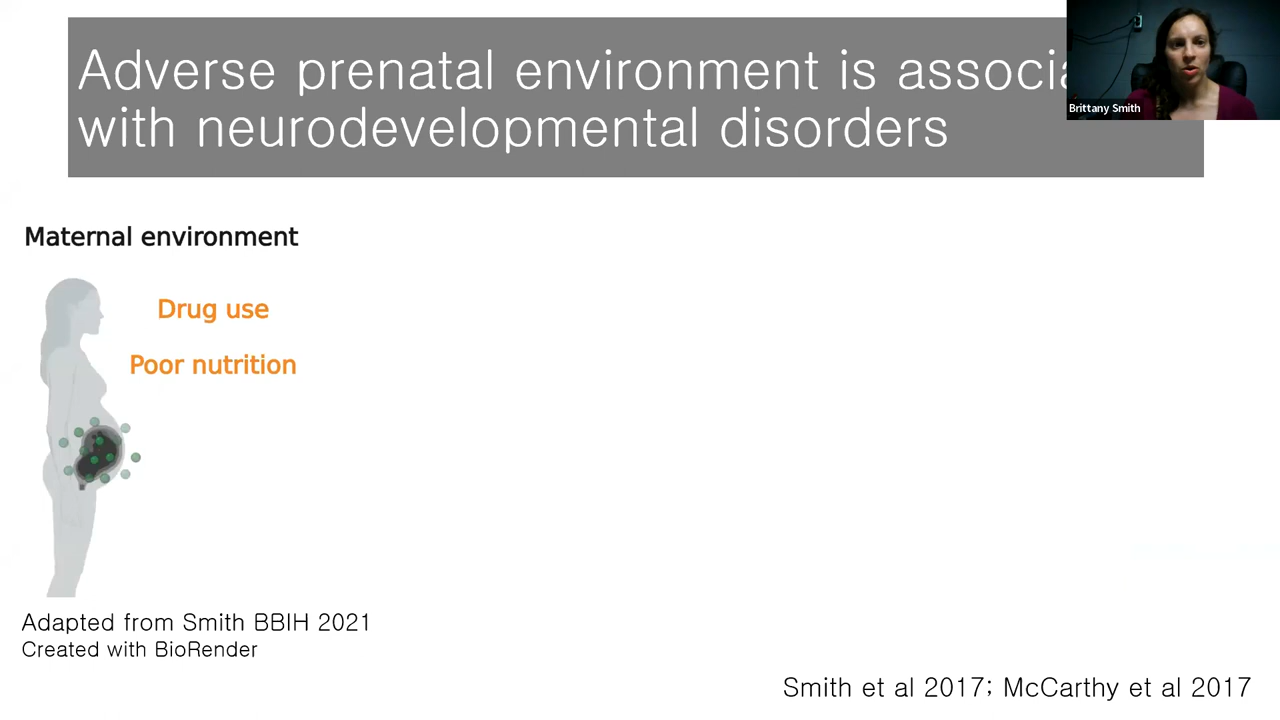 Adverse prenatal environment is associa
with neurodevelopmental disorders
Brittany Smith
Maternal environment
Drug use
Poor nutrition
Adapted from Smith BBIH 2021
Created with BioRender
Smith et al 2017; McCarthy et al 2017